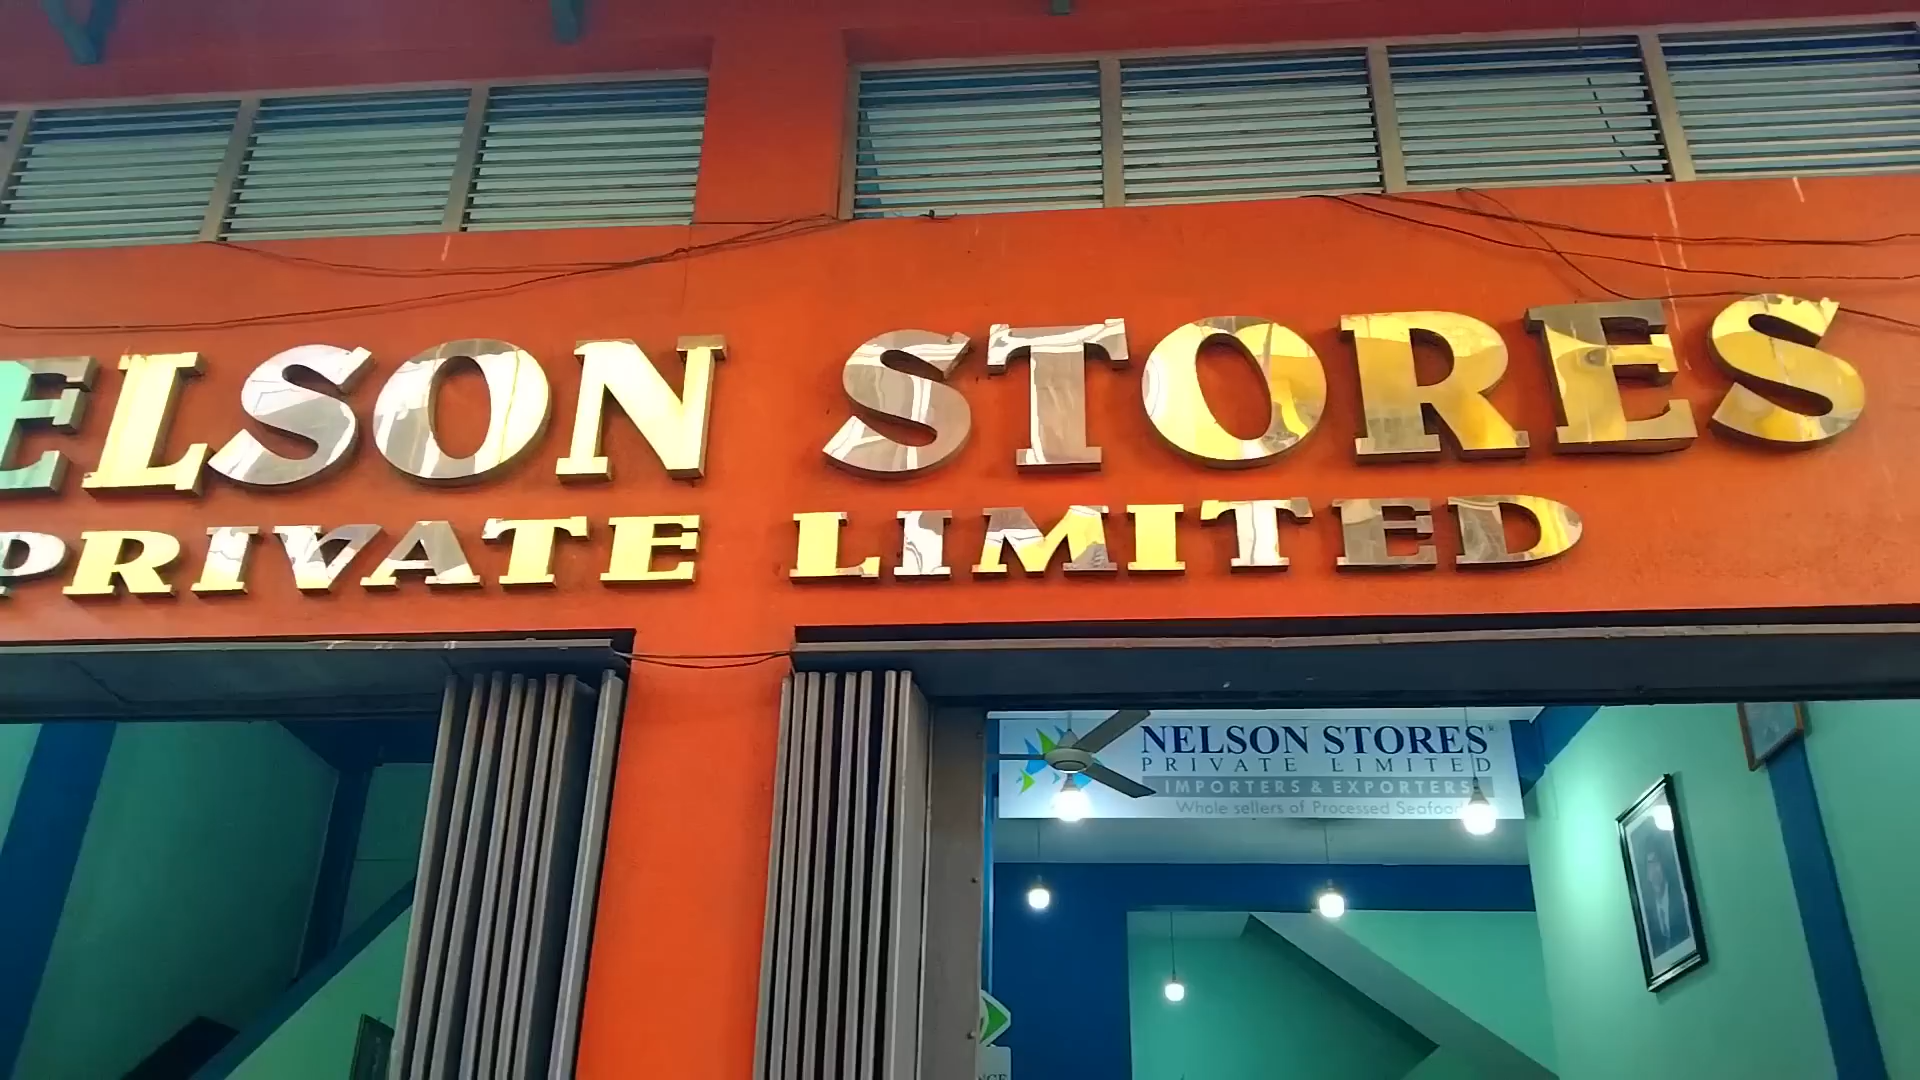 ELSON STORES
PRIVATE LIMITED
NELSON STORES®
PRIVATE LIMITED
IMPORTERS & EXPORTERS
Whole sellers of Processed Seafood